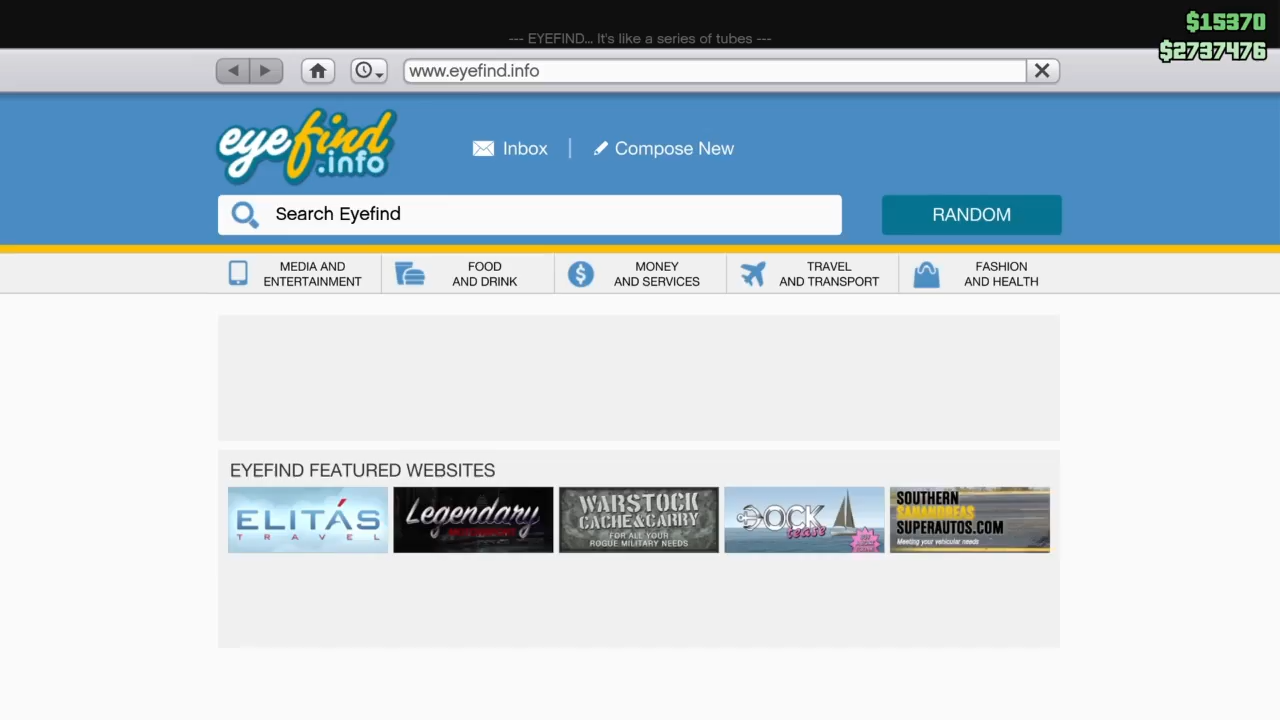 $15370
--- EYEFIND... It's like a series of tubes ---
$2737476
www.eyefind.info
eyefind
.info
Inbox
Compose New
Search Eyefind
RANDOM
MEDIA AND
ENTERTAINMENT
FOOD
AND DRINK
MONEY
AND SERVICES
TRAVEL
AND TRANSPORT
FASHION
AND HEALTH
EYEFIND FEATURED WEBSITES
ELITÁS
TRAVEL
Legendary
WARSTOCK
CACHE&CARRY
FOR ALL YOUR
ROGUE MILITARY NEEDS
DOCK
tease
SOUTHERN
SANANDREAS
SUPERAUTOS.COM
Meeting your vehicular needs